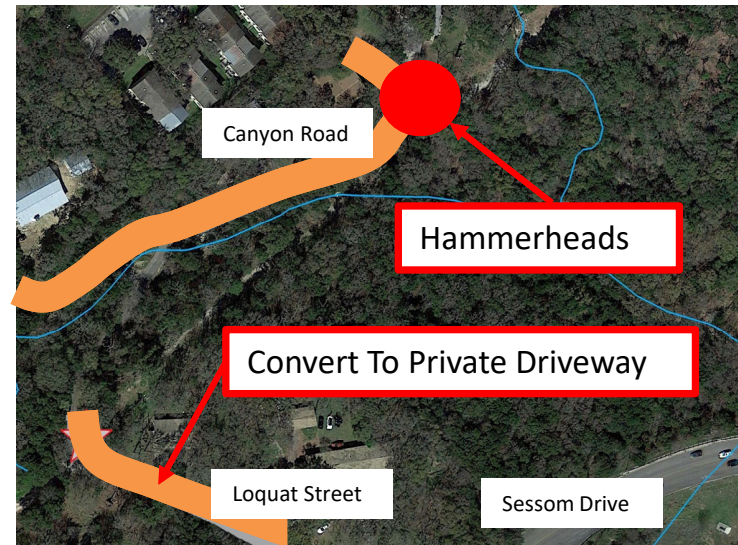 Canyon Road
Hammerheads
Convert To Private Driveway
Loquat Street
Sessom Drive